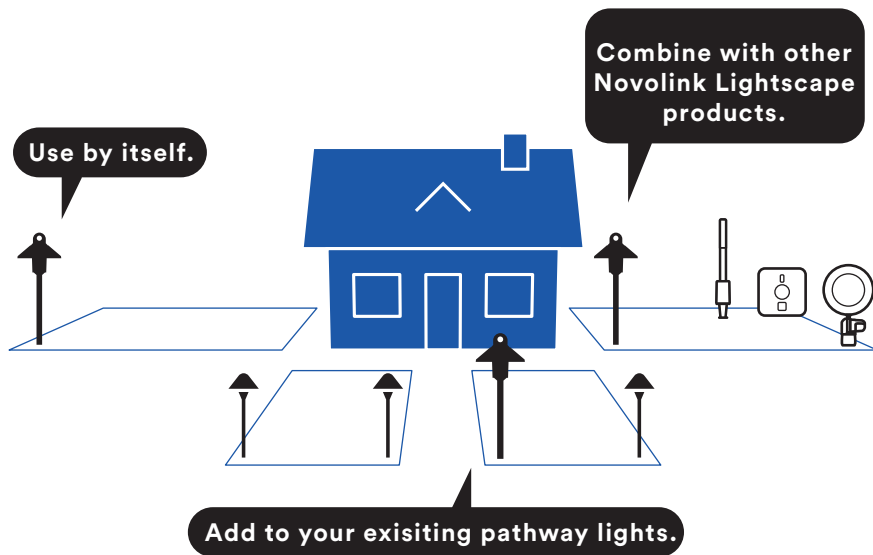 Use by itself.
Combine with other
Novolink Lightscape
products.
Add to your exisiting pathway lights.